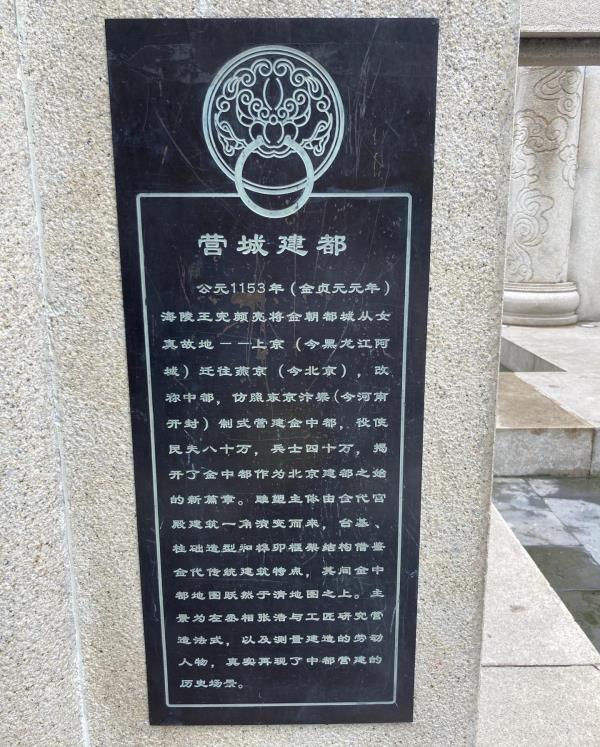 营城建都
公元1153年（金贞元元年）
海陵王完颜亮将金朝都城从女
真故地——上京（今黑龙江阿
城）迁往燕京（今北京），改
称中都，仿照东京汴梁（今河南
开封）制式营建金中都，役使
民夫八十万，兵士四十万，揭
开了金中都作为北京建都之始
的新篇章。雕塑主体由金代宫
殿建筑一角演变而来，台基、
柱础造型和榫卯框架结构借鉴
金代传统建筑特点，其间金中
都地图跃然于清地图之上。主
景为左丞相张浩与工匠研究营
造法式，以及测量建造的劳动
人物，真实再现了中都营建的
历史场景。